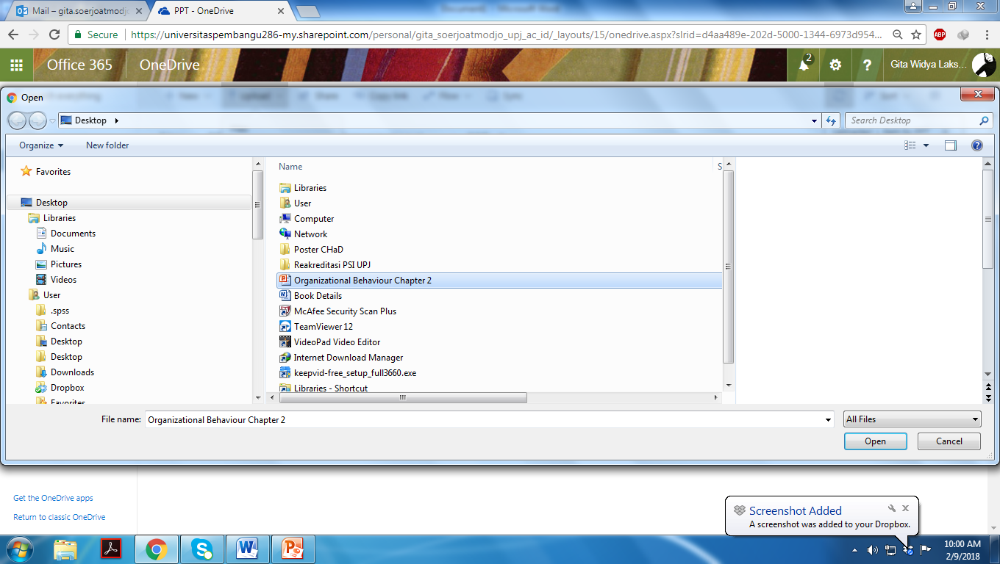 Mail – gita.soerjoatmodjo
PPT - OneDrive
Document1 - Microsoft Word
Secure
https://universitaspembangu286-my.sharepoint.com/personal/gita_soerjoatmodjo_upj_ac_id/_layouts/15/onedrive.aspx?slrid=d4aa489e-202d-5000-1344-6973d954...
ABP
Office 365
OneDrive
2
?
Gita Widya Laks...
Open
Desktop
Search Desktop
Organize
New folder
Favorites
Desktop
Libraries
Documents
Music
Pictures
Videos
User
.spss
Contacts
Desktop
Desktop
Downloads
Dropbox
Favorites
Name
S
Libraries
User
Computer
Network
Poster CHaD
Reakreditasi PSI UPJ
Organizational Behaviour Chapter 2
Book Details
McAfee Security Scan Plus
TeamViewer 12
VideoPad Video Editor
Internet Download Manager
keepvid-free_setup_full3660.exe
Libraries - Shortcut
File name:
Organizational Behaviour Chapter 2
All Files
Open
Cancel
Get the OneDrive apps
Return to classic OneDrive
Screenshot Added
A screenshot was added to your Dropbox.
10:00 AM
2/9/2018